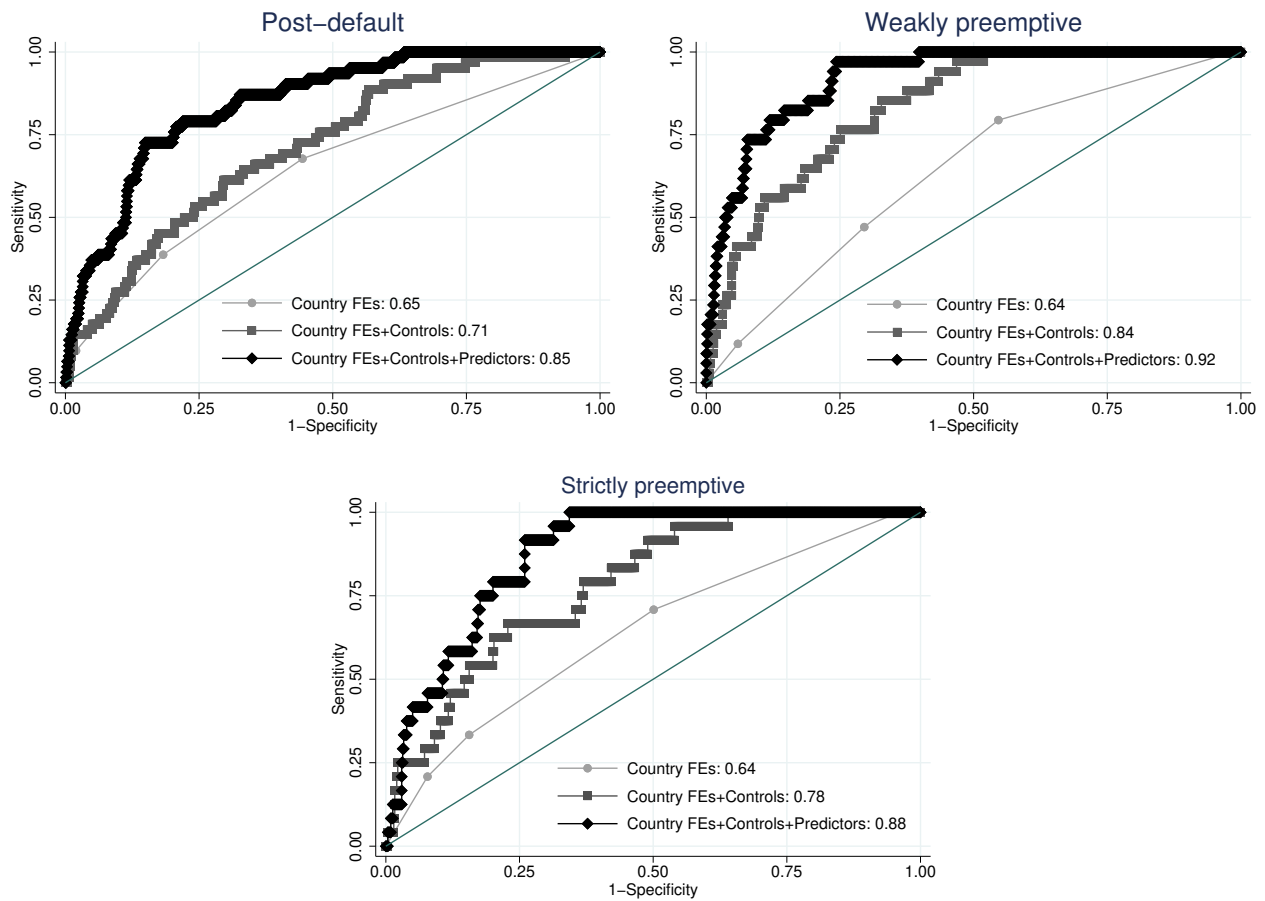 Post−default
Sensitivity
1.00
0.75
0.50
0.25
0.00
Country FEs: 0.65
Country FEs+Controls: 0.71
Country FEs+Controls+Predictors: 0.85
0.00 0.25 0.50 0.75 1.00
1−Specificity
Weakly preemptive
Sensitivity
1.00
0.75
0.50
0.25
0.00
Country FEs: 0.64
Country FEs+Controls: 0.84
Country FEs+Controls+Predictors: 0.92
0.00 0.25 0.50 0.75 1.00
1−Specificity
Strictly preemptive
Sensitivity
1.00
0.75
0.50
0.25
0.00
Country FEs: 0.64
Country FEs+Controls: 0.78
Country FEs+Controls+Predictors: 0.88
0.00 0.25 0.50 0.75 1.00
1−Specificity